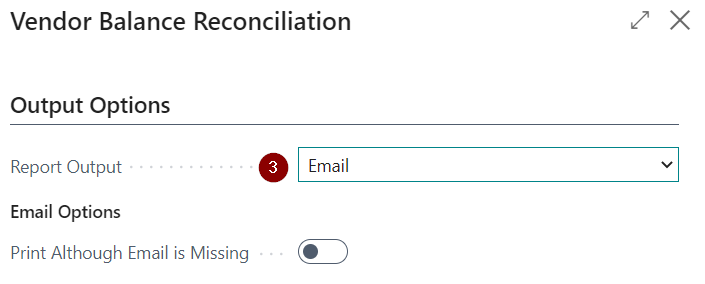 Vendor Balance Reconciliation
Output Options
Report Output 3 Email
Email Options
Print Although Email is Missing